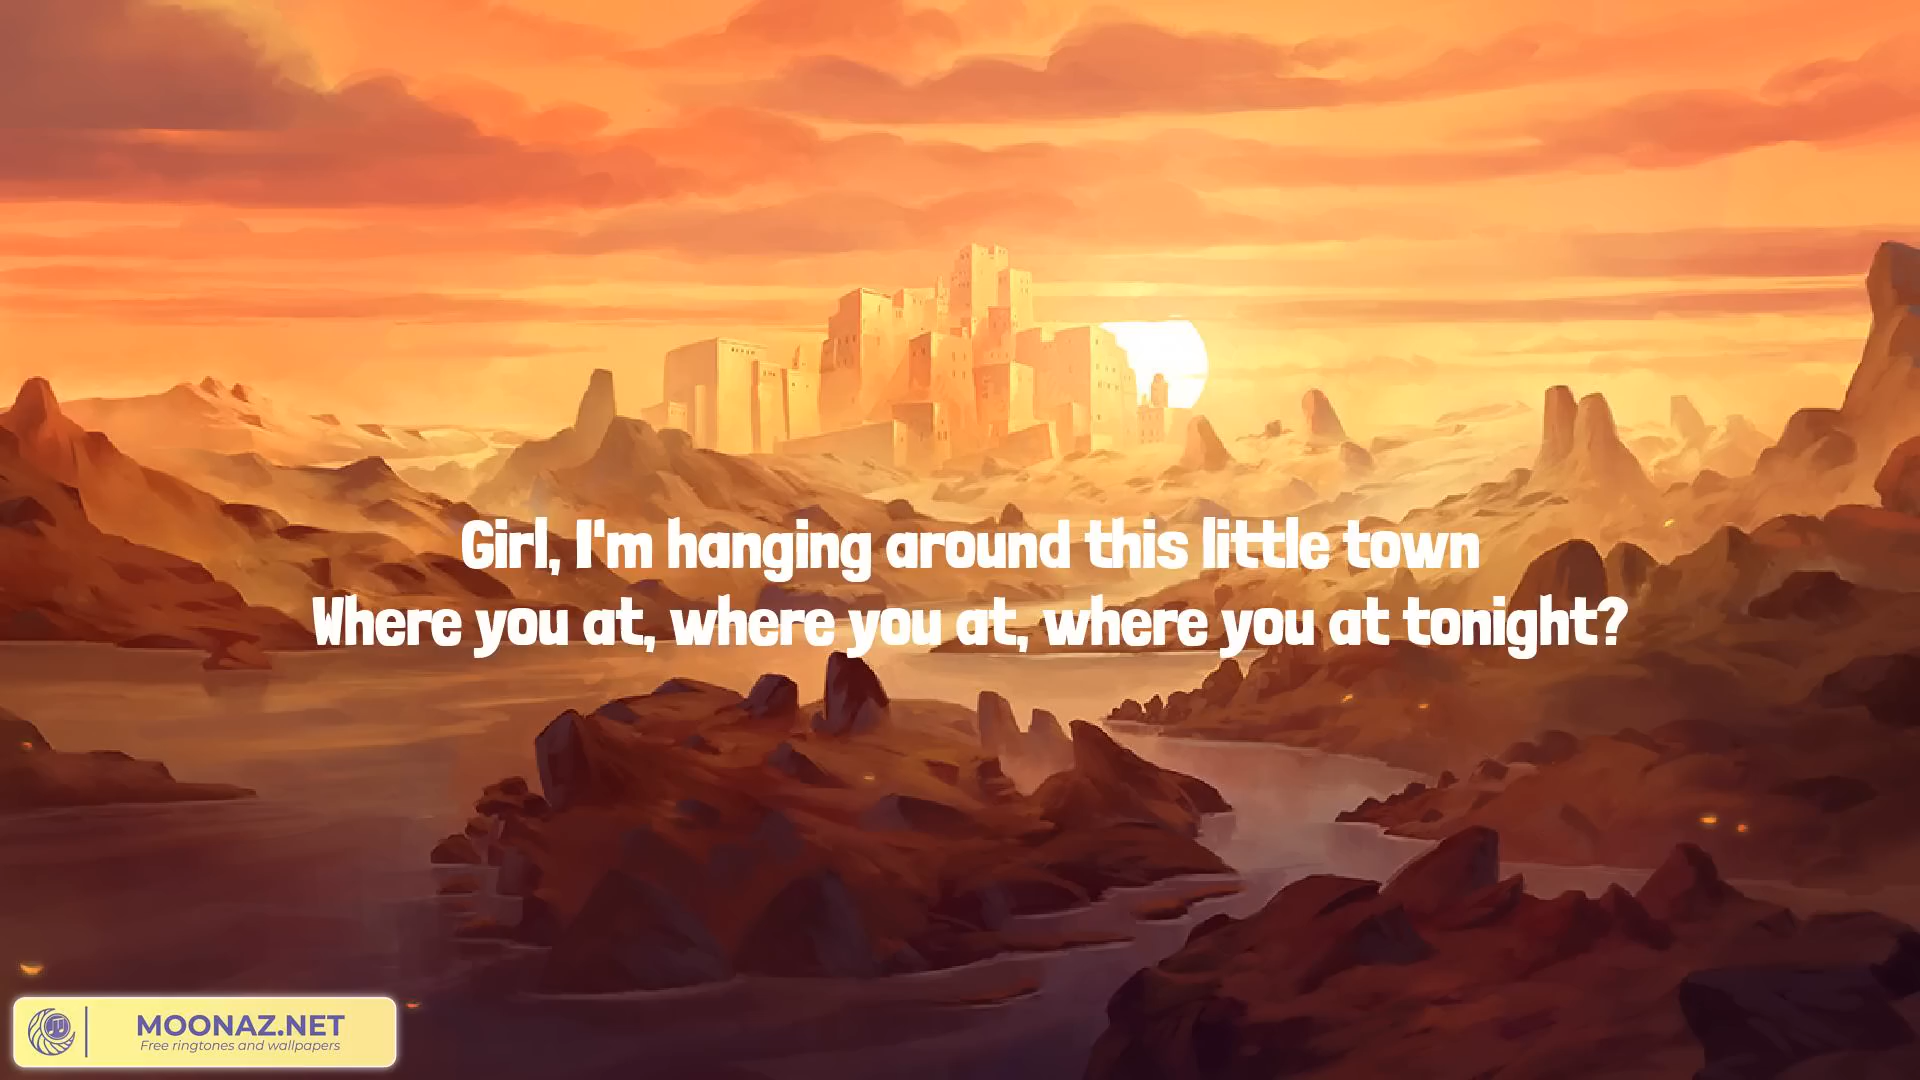 Girl, I'm hanging around this little town
Where you at, where you at, where you at tonight?
MOONAZ.NET
Free ringtones and wallpapers